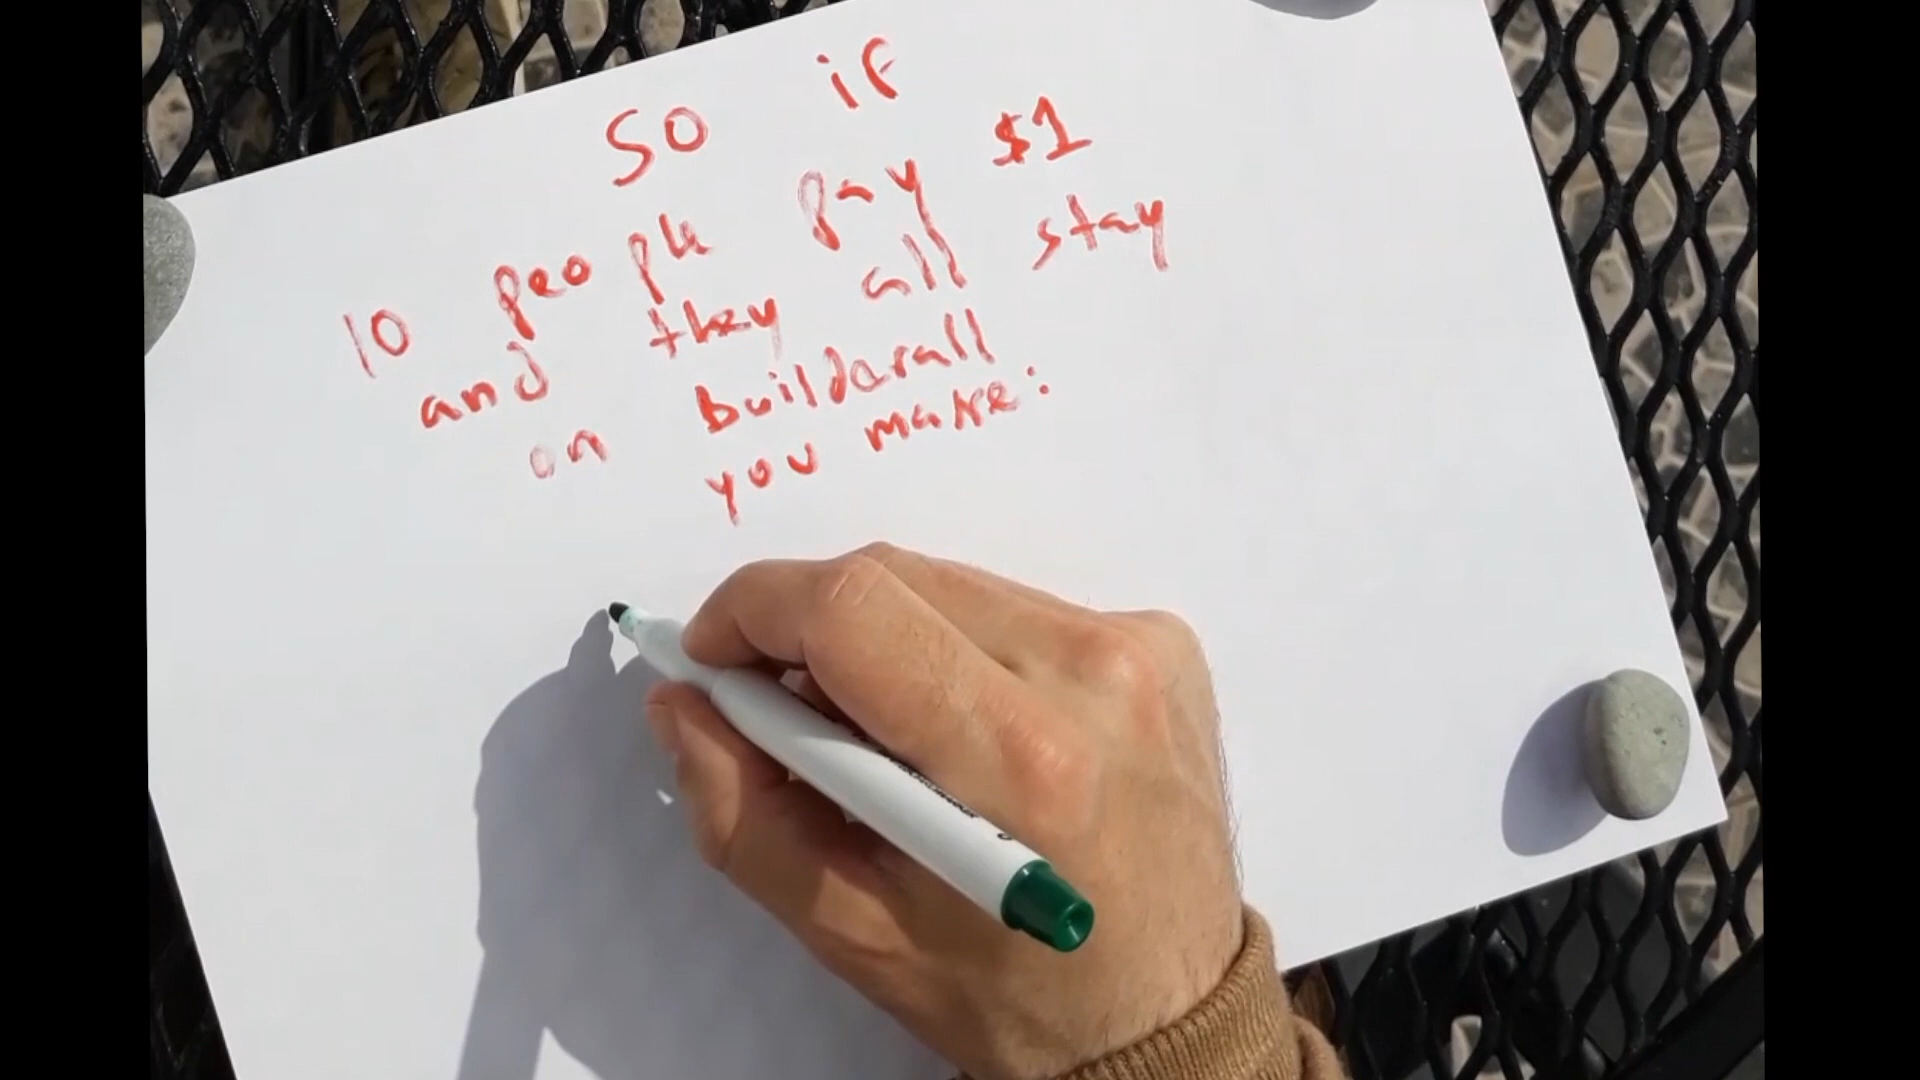 So if
10 people pay $1
and they all stay
on builderall
you make: